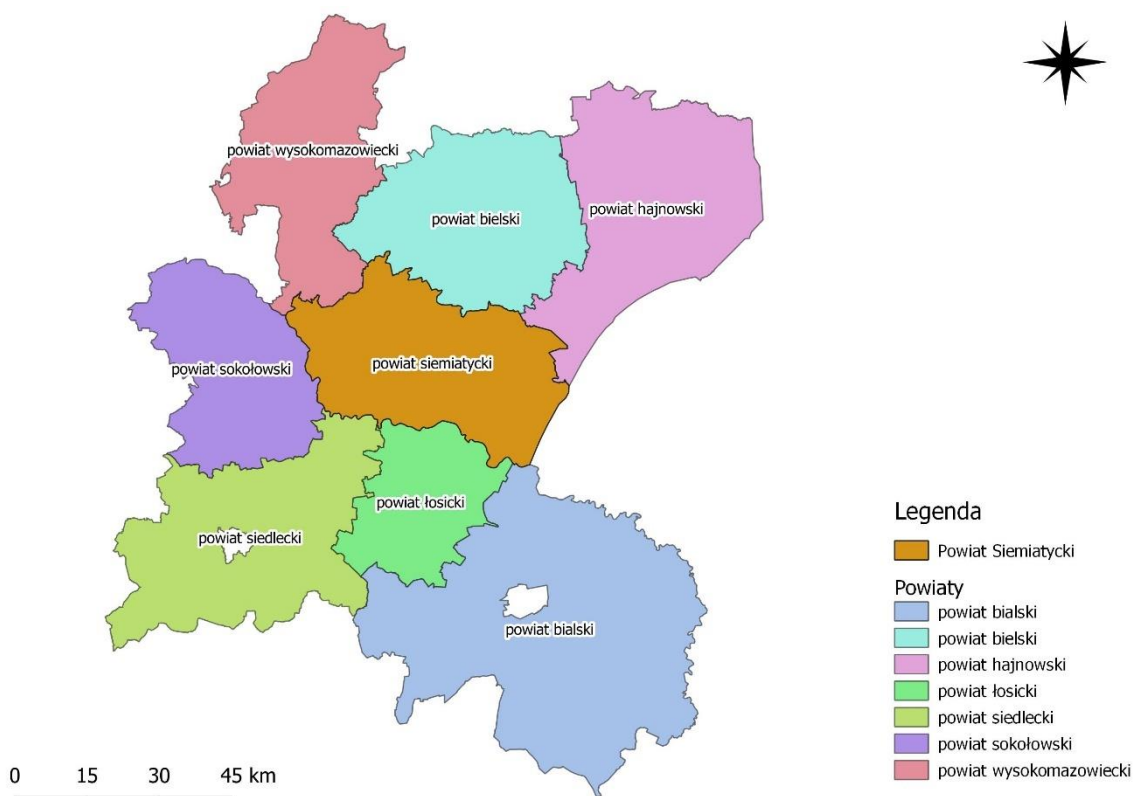 powiat wysokomazowiecki
powiat hajnowski
powiat bielski
powiat sokołowski
powiat siemiatycki
powiat łosicki
powiat siedlecki
powiat bialski
Legenda
Powiat Siemiatycki
Powiaty
powiat bialski
powiat bielski
powiat hajnowski
powiat łosicki
powiat siedlecki
powiat sokołowski
powiat wysokomazowiecki
0 15 30 45 km